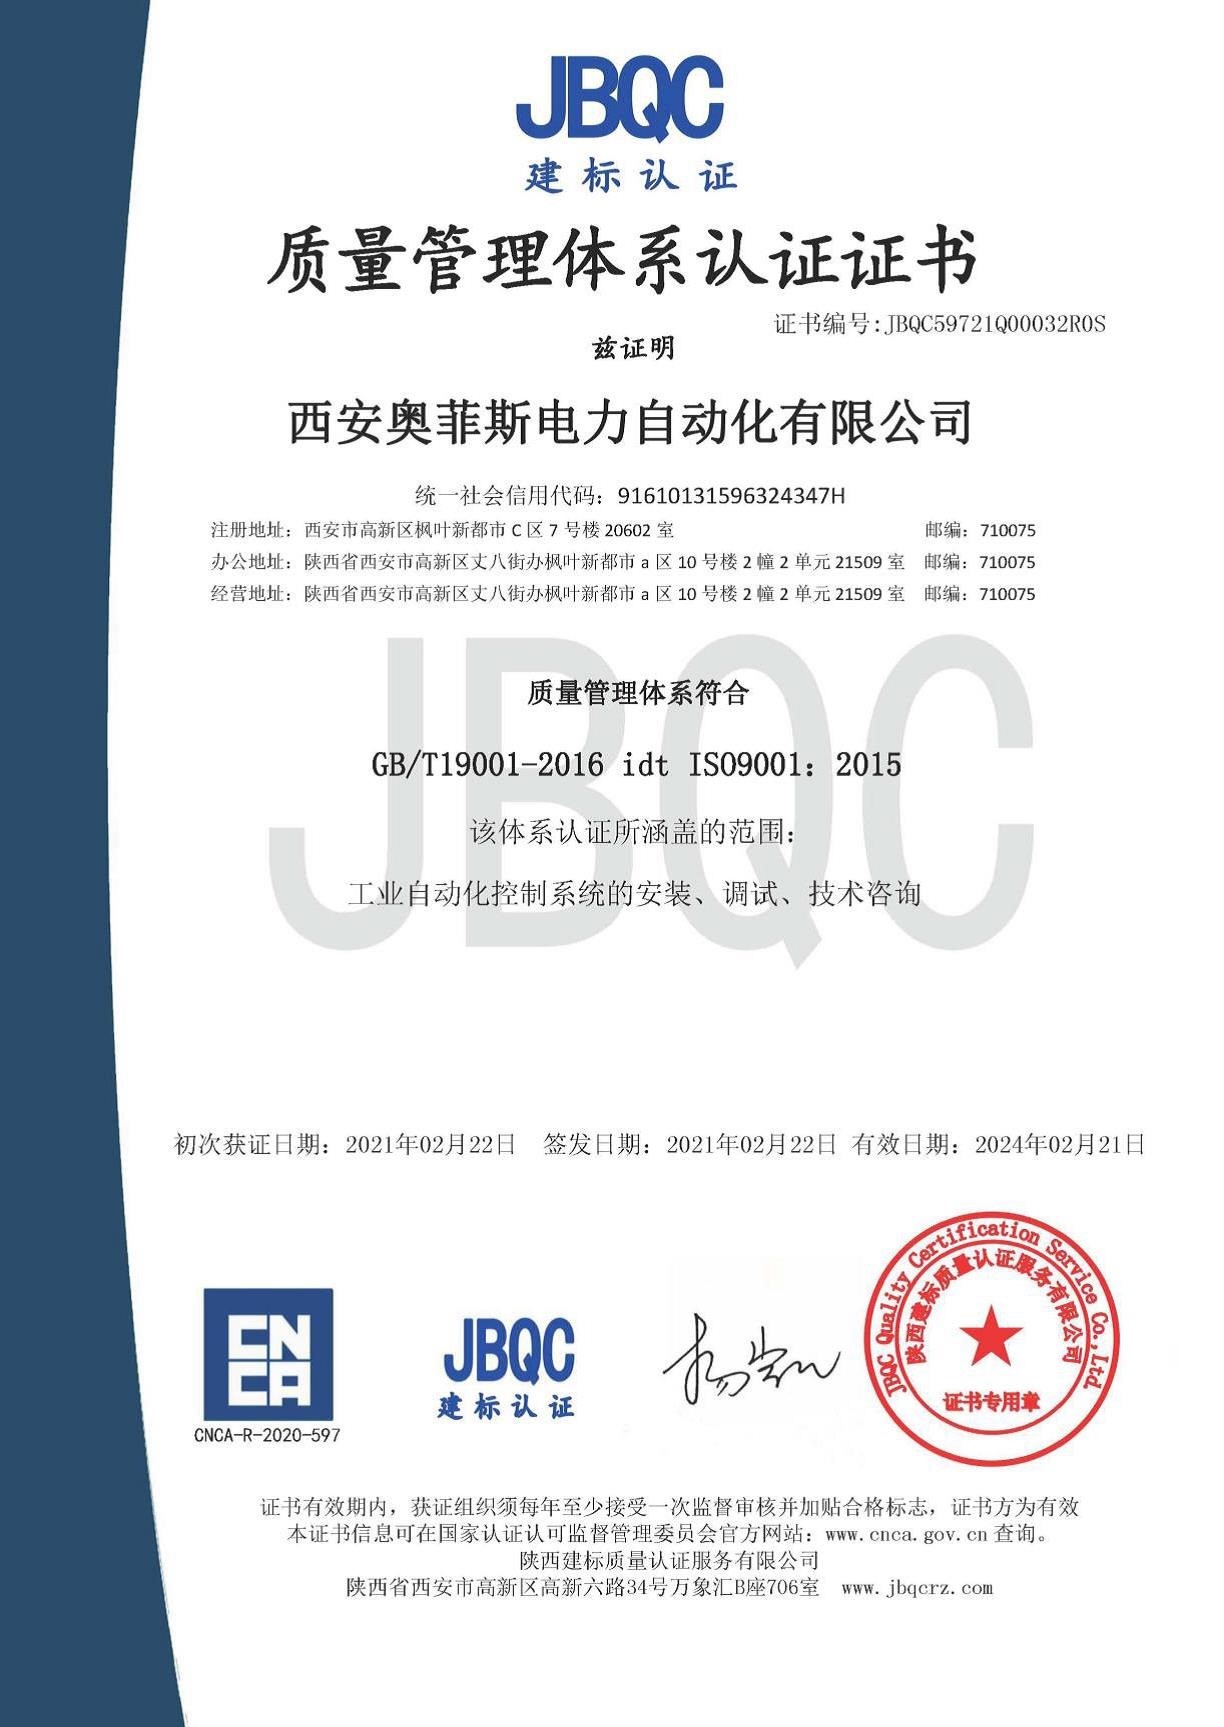 JBQC
建标认证
质量管理体系认证证书
证书编号:JBQC59721Q00032R0S
兹证明
西安奥菲斯电力自动化有限公司
统一社会信用代码：91610131596324347H
注册地址：西安市高新区枫叶新都市 C 区 7 号楼 20602 室 邮编：710075
办公地址：陕西省西安市高新区丈八街办枫叶新都市 a 区 10 号楼 2 幢 2 单元 21509 室 邮编：710075
经营地址：陕西省西安市高新区丈八街办枫叶新都市 a 区 10 号楼 2 幢 2 单元 21509 室 邮编：710075
JBQC
质量管理体系符合
GB/T19001-2016 idt ISO9001：2015
该体系认证所涵盖的范围：
工业自动化控制系统的安装、调试、技术咨询
初次获证日期：2021年02月22日 签发日期：2021年02月22日 有效日期：2024年02月21日
CNCA
CNCA-R-2020-597
JBQC
建标认证
JBQC Quality Certification Service Co.,Ltd.
陕西建标质量认证服务有限公司
证书专用章
证书有效期内，获证组织须每年至少接受一次监督审核并加贴合格标志，证书方为有效
本证书信息可在国家认证认可监督管理委员会官方网站：www.cnca.gov.cn 查询。
陕西建标质量认证服务有限公司
陕西省西安市高新区高新六路34号万象汇B座706室 www.jbqcrz.com